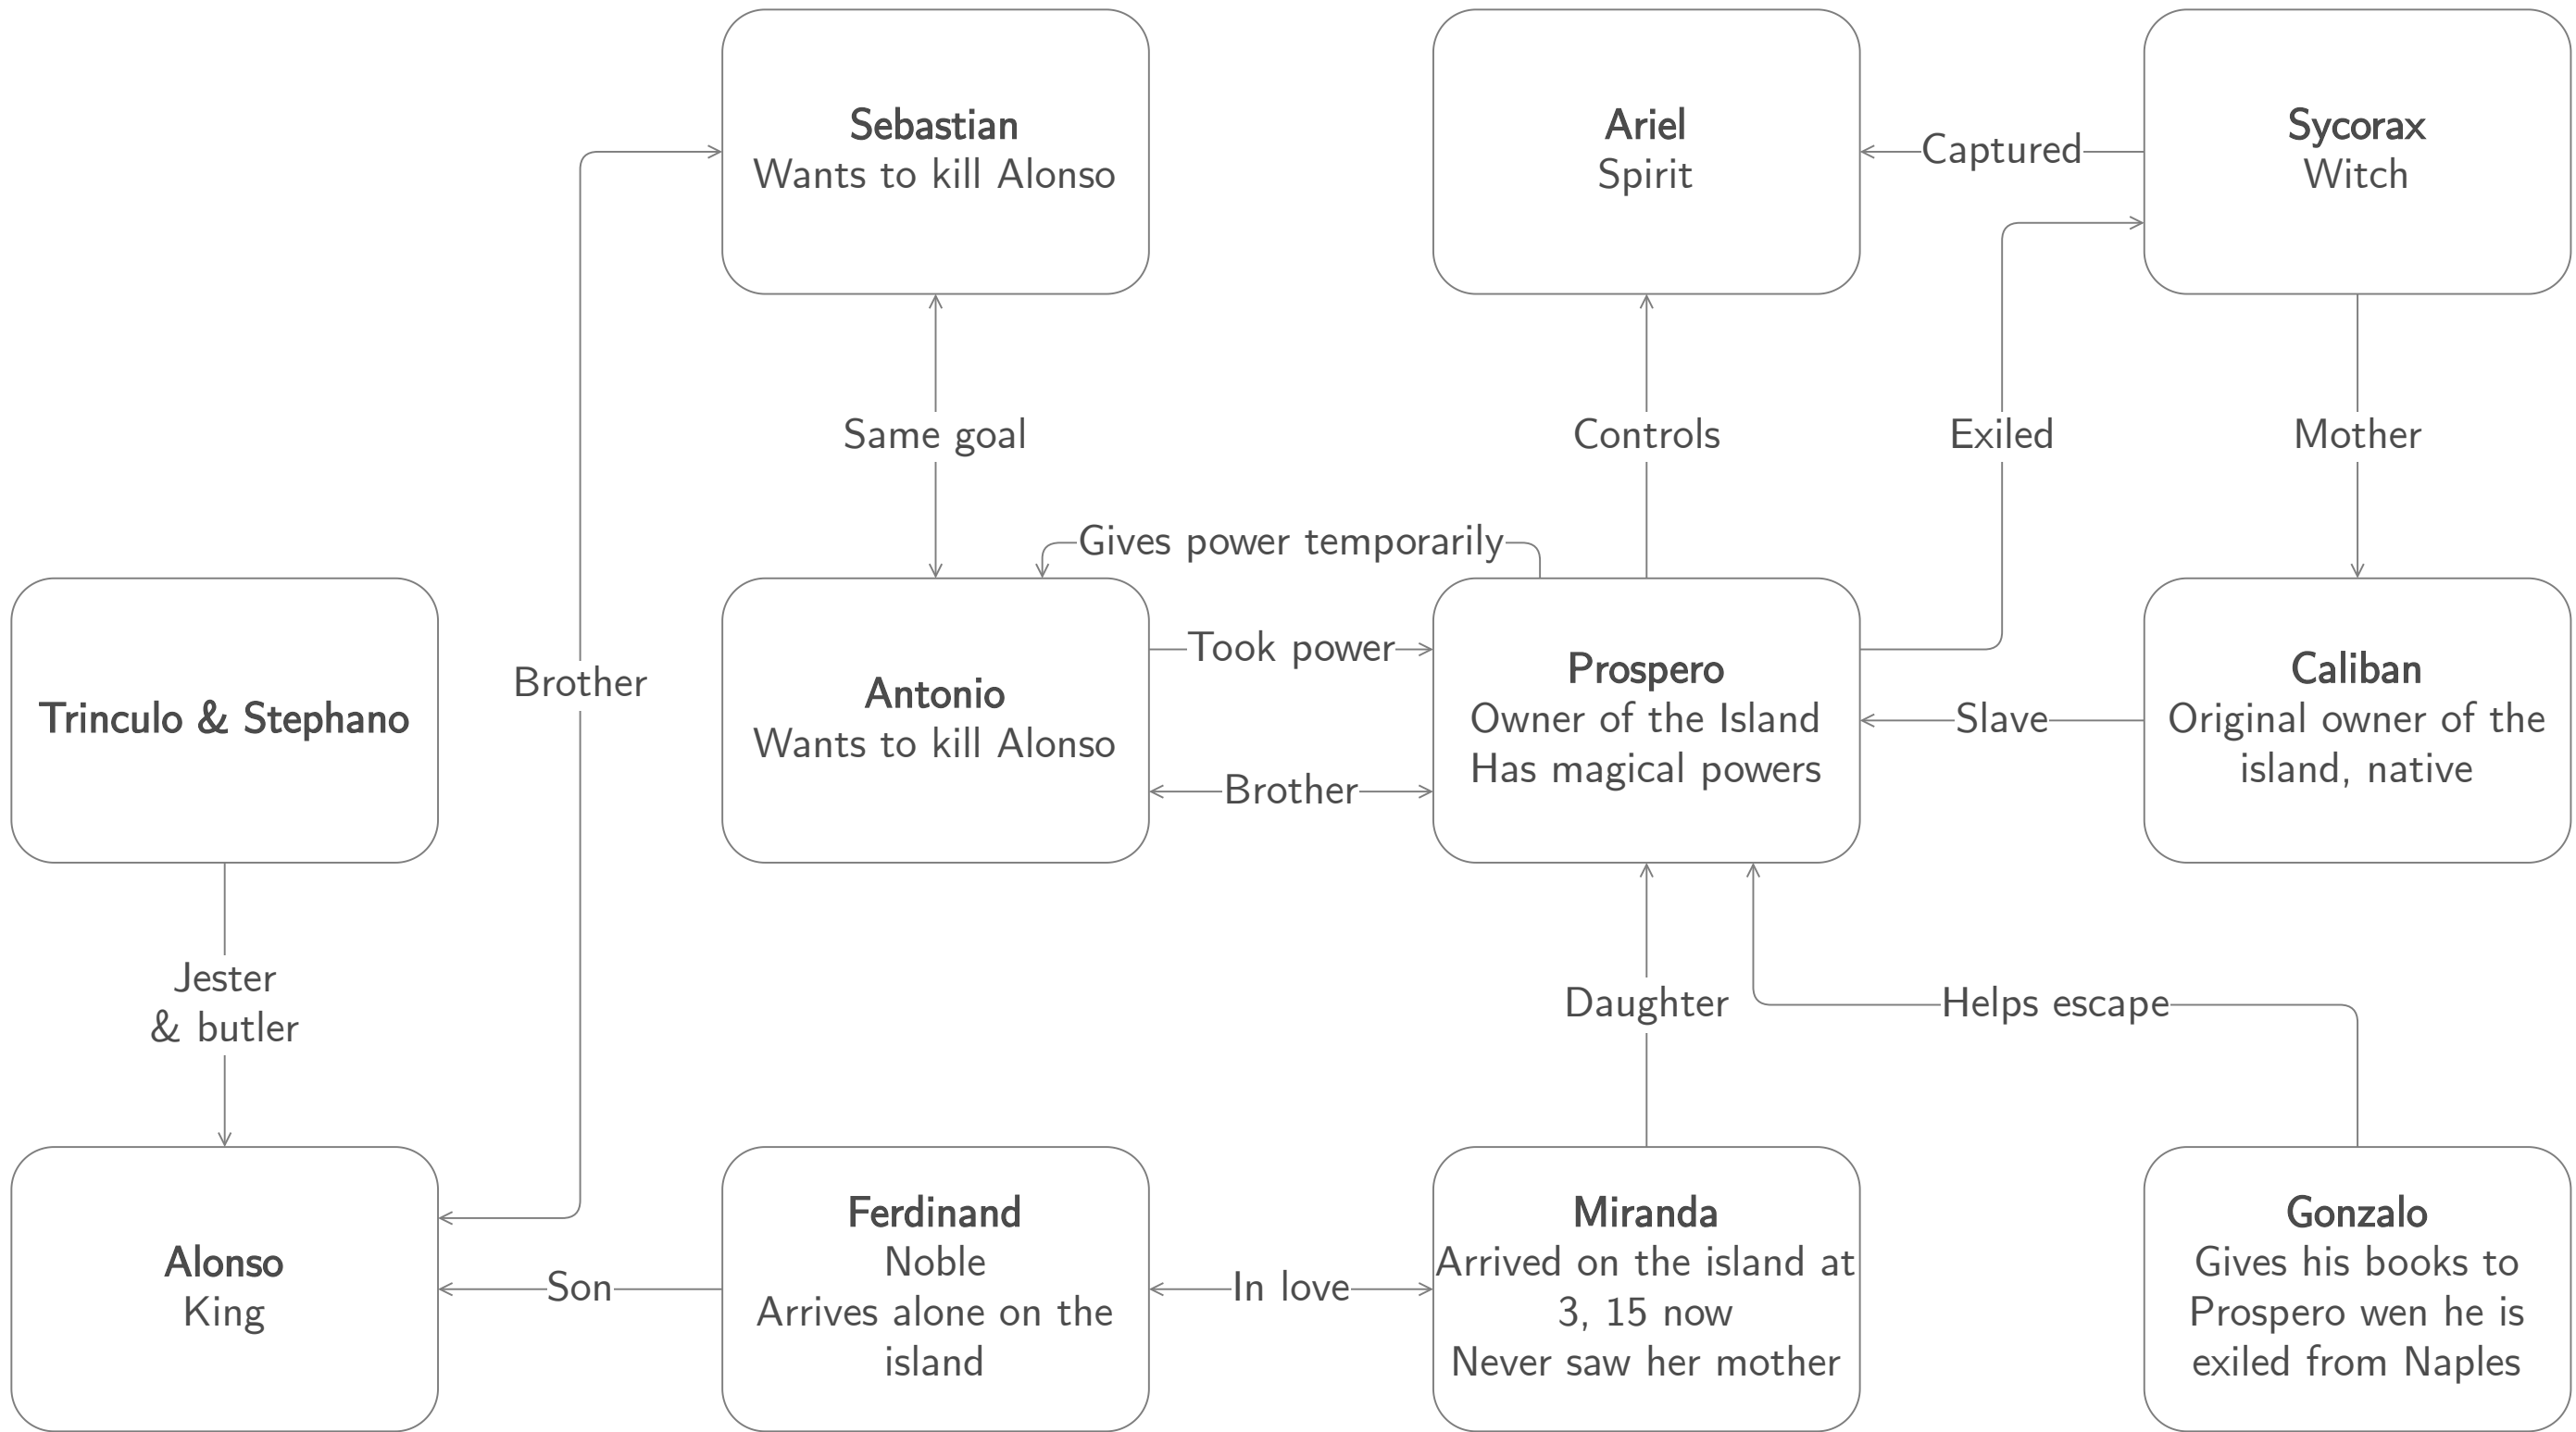 Sebastian
Wants to kill Alonso
Ariel
Spirit
Captured
Sycorax
Witch
Same goal
Controls
Exiled
Mother
Gives power temporarily
Trinculo & Stephano
Brother
Antonio
Wants to kill Alonso
Took power
Brother
Prospero
Owner of the Island
Has magical powers
Slave
Caliban
Original owner of the
island, native
Jester
& butler
Daughter
Helps escape
Alonso
King
Son
Ferdinand
Noble
Arrives alone on the
island
In love
Miranda
Arrived on the island at
3, 15 now
Never saw her mother
Gonzalo
Gives his books to
Prospero wen he is
exiled from Naples